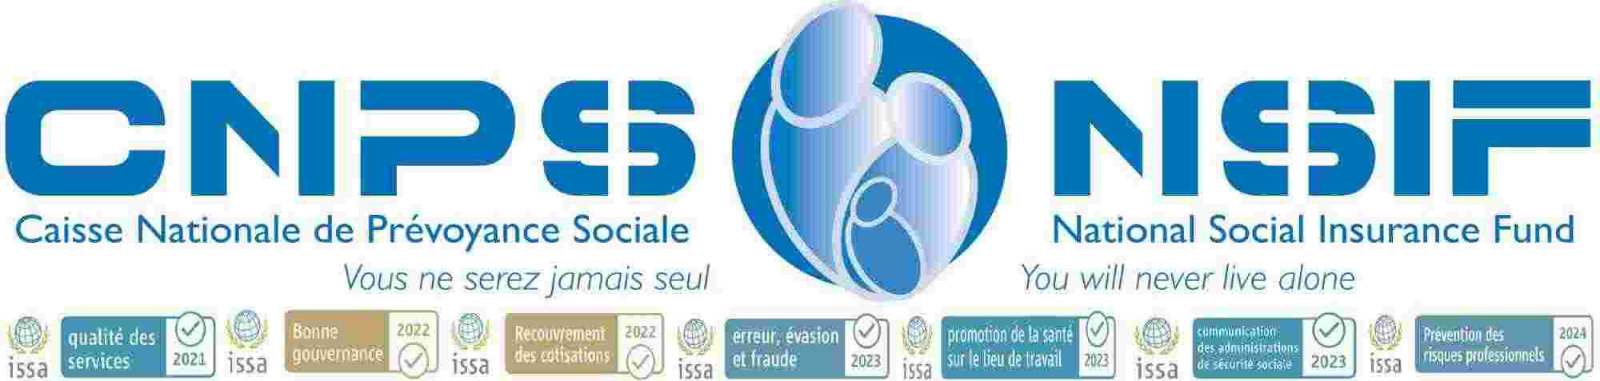 CNPS
Caisse Nationale de Prévoyance Sociale
Vous ne serez jamais seul
NSIF
National Social Insurance Fund
You will never live alone
issa
qualité des
services
2021
issa
Bonne
gouvernance
2022
issa
Recouvrement
des cotisations
2022
issa
erreur, évasion
et fraude
2023
issa
promotion de la santé
sur le lieu de travail
2023
issa
communication
des administrations
de sécurité sociale
2023
issa
Prévention des
risques professionnels
2024